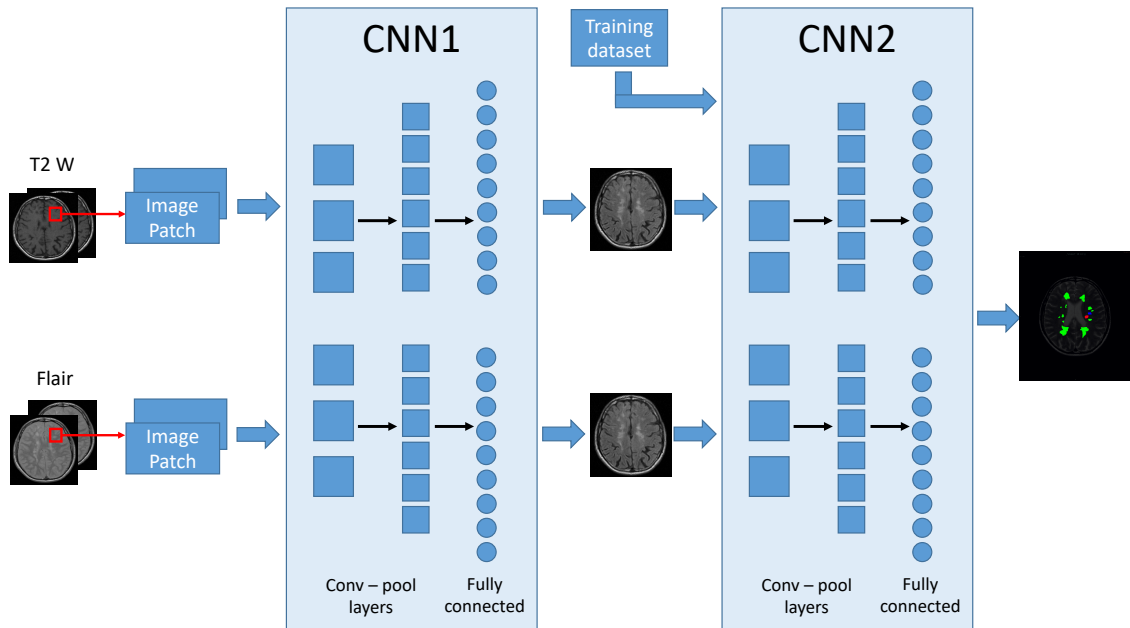 CNN1
Training
dataset
CNN2
T2 W
Image
Patch
Flair
Image
Patch
Conv – pool
layers
Fully
connected
Conv – pool
layers
Fully
connected